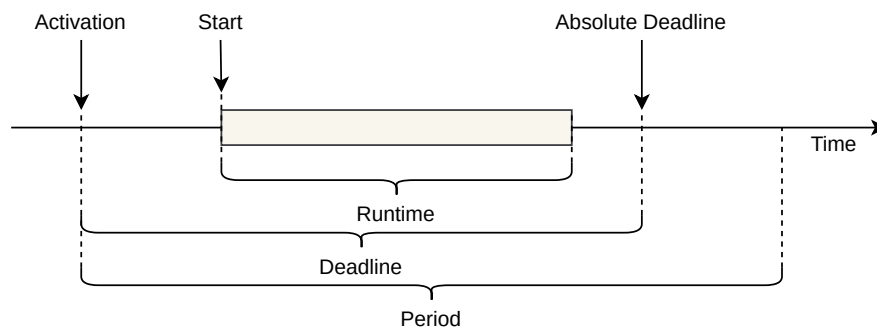 Activation
Start
Absolute Deadline
Time
Runtime
Deadline
Period